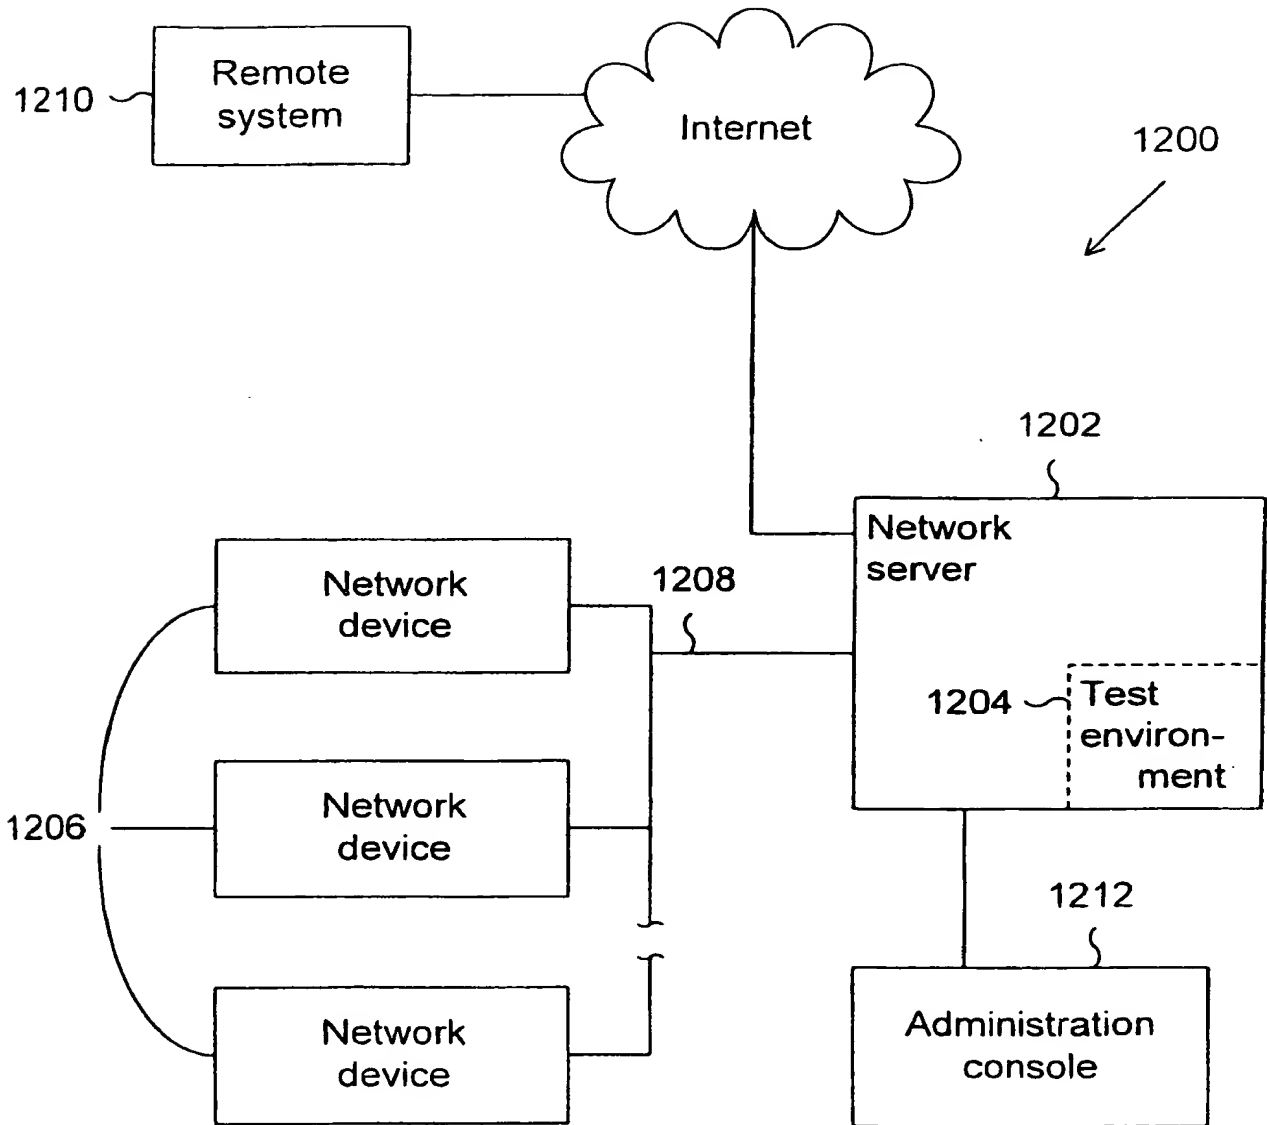 Remote
system
1210
Internet
1200
1202
Network
server
1208
Network
device
1204
Test
environ-
ment
Network
device
1206
1212
Network
device
Administration
console